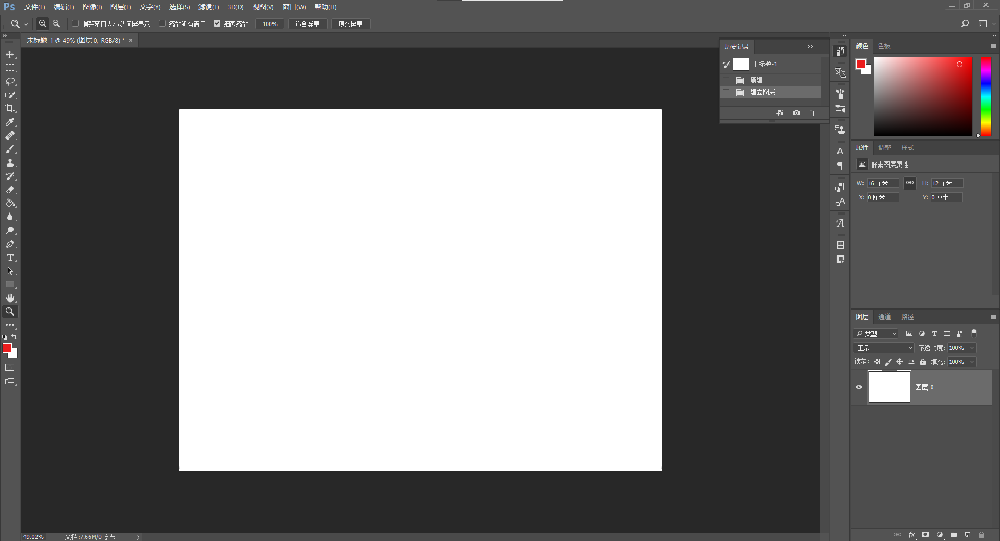 Ps 文件(F) 编辑(E) 图像(I) 图层(L) 文字(Y) 选择(S) 滤镜(T) 3D(D) 视图(V) 窗口(W) 帮助(H)
调整窗口大小以满屏显示 缩放所有窗口 细微缩放 100% 适合屏幕 填充屏幕
未标题-1 @ 49% (图层 0, RGB/8) * ×
历史记录
未标题-1
新建
建立图层
颜色 色板
属性 调整 样式
像素图层属性
W: 16 厘米 H: 12 厘米
X: 0 厘米 Y: 0 厘米
图层 通道 路径
类型
正常 不透明度: 100%
锁定: 填充: 100%
图层 0
fx
49.02% 文档:7.66M/0 字节